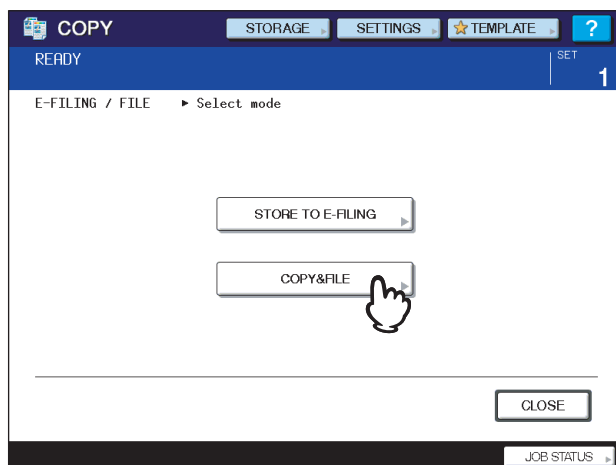 COPY
STORAGE
SETTINGS
TEMPLATE
?
READY
SET
1
E-FILING / FILE ▶ Select mode
STORE TO E-FILING
COPY&FILE
CLOSE
JOB STATUS